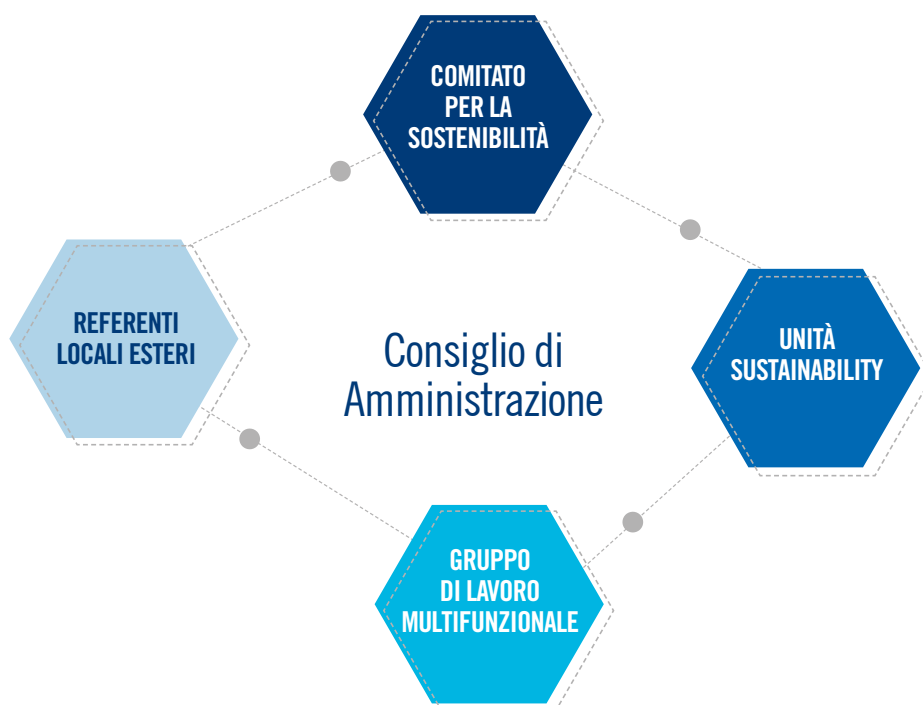 COMITATO
PER LA
SOSTENIBILITÀ
REFERENTI
LOCALI ESTERI
Consiglio di
Amministrazione
UNITÀ
SUSTAINABILITY
GRUPPO
DI LAVORO
MULTIFUNZIONALE